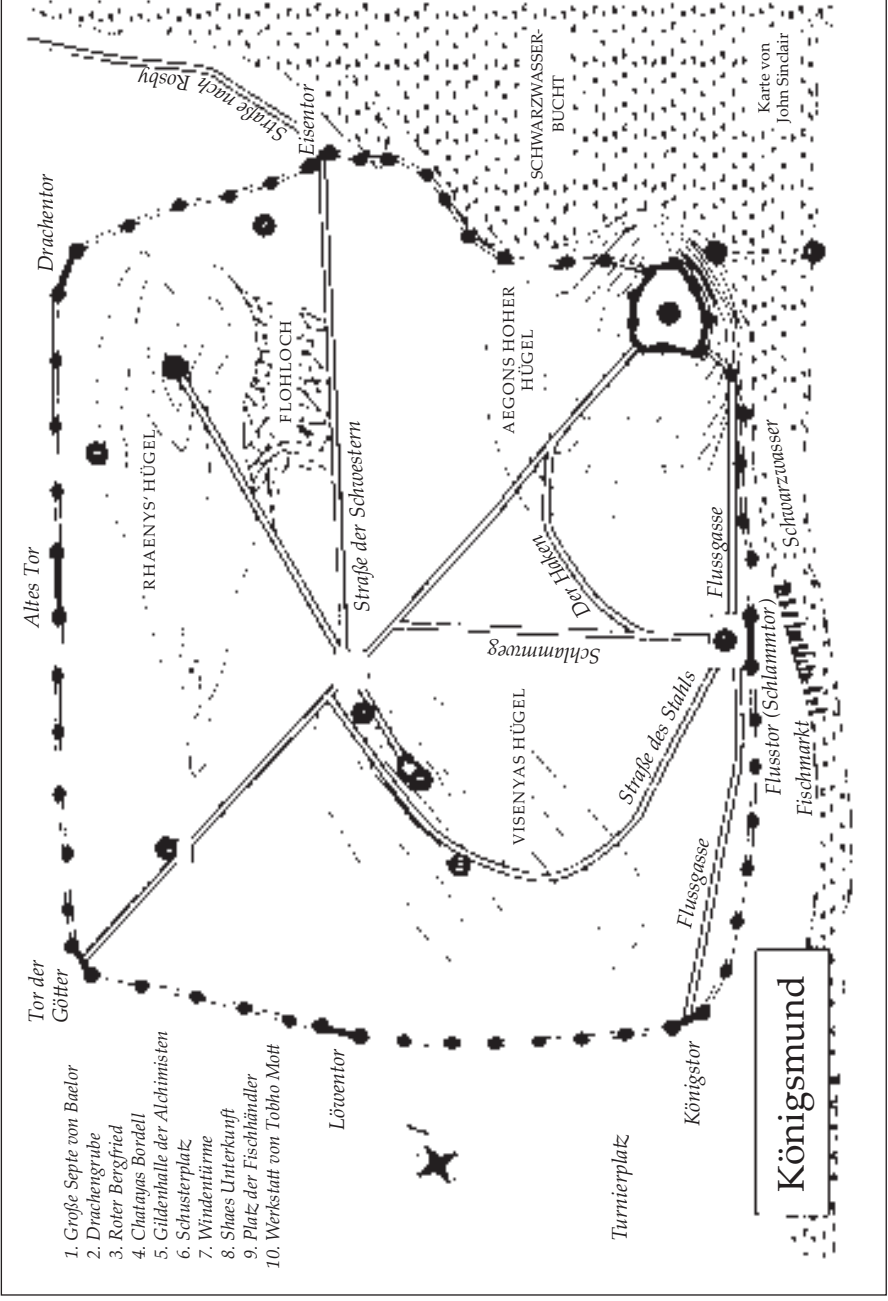 1. Große Septe von Baelor
2. Drachengrube
3. Roter Bergfried
4. Chatayas Bordell
5. Gildenhalle der Alchimisten
6. Schusterplatz
7. Windentürme
8. Shaes Unterkunft
9. Platz der Fischhändler
10. Werkstatt von Tobho Mott
Tor der
Götter
Altes Tor
Drachentor
Straße nach Rosby
Eisentor
Löwentor
RHAENYS' HÜGEL
FLOHLOCH
Straße der Schwestern
SCHWARZWASSER-
BUCHT
AEGONS HOHER
HÜGEL
VISENYAS HÜGEL
Der Haken
Schlammweg
Straße des Stahls
Turnierplatz
Königstor
Flussgasse
Flussgasse
Flusstor (Schlammtor)
Fischmarkt
Schwarzwasser
Karte von
John Sinclair
Königsmund